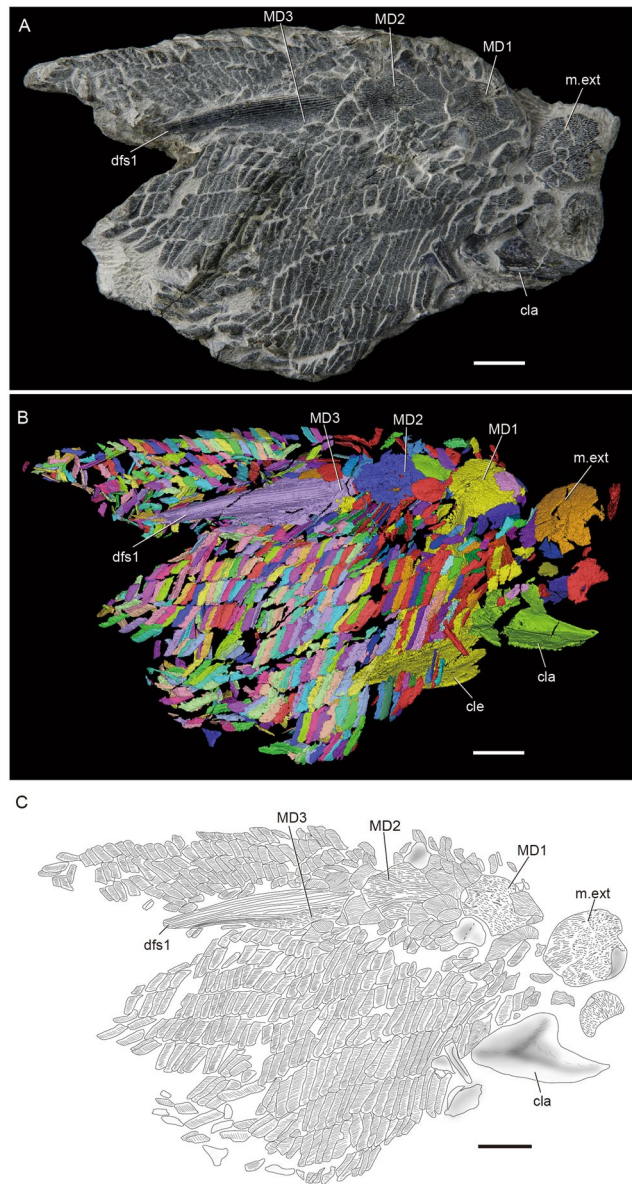 A
MD3
MD2
MD1
m.ext
dfs1
cla
B
MD3
MD2
MD1
m.ext
dfs1
cla
cle
C
MD3
MD2
MD1
m.ext
dfs1
cla